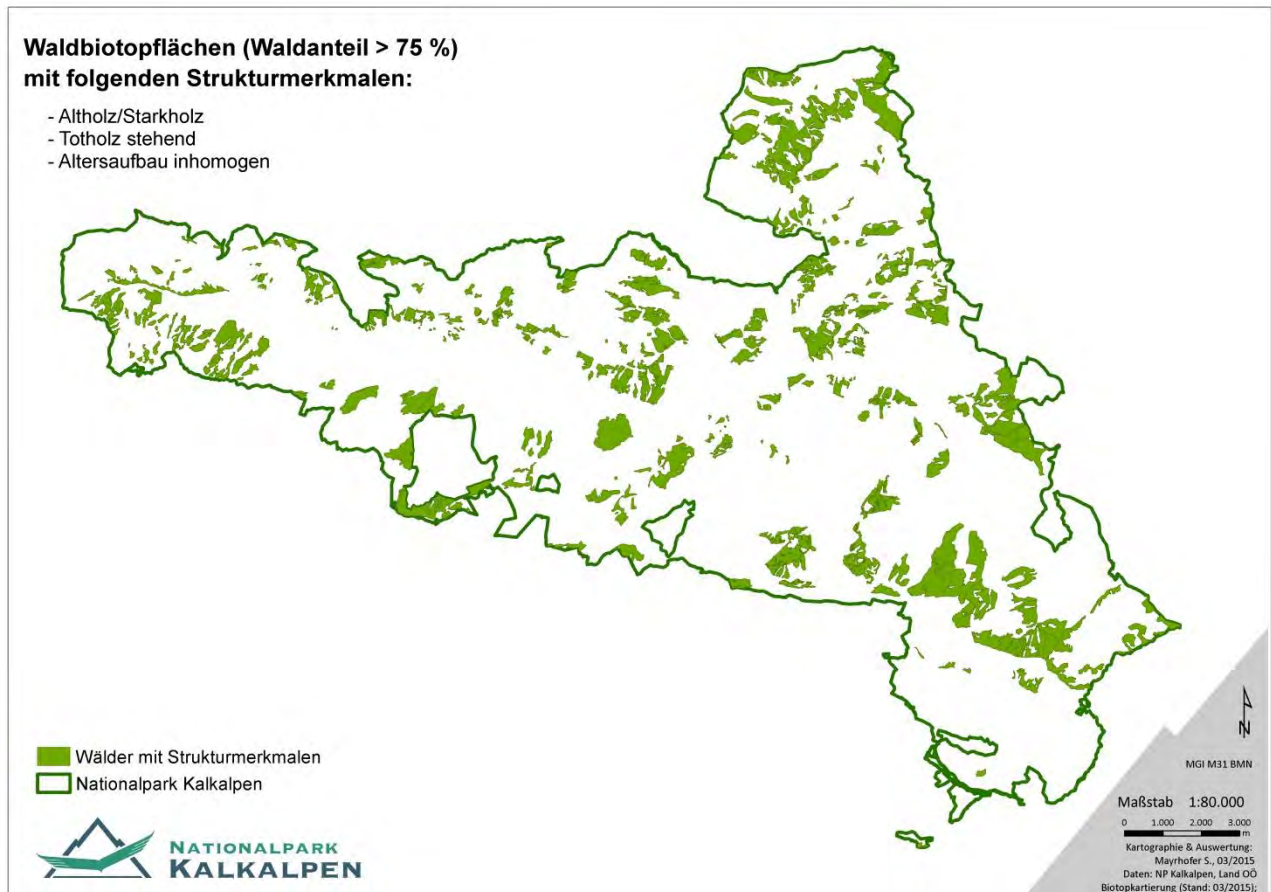 Waldbiotopflächen (Waldanteil > 75 %)
mit folgenden Strukturmerkmalen:
- Altholz/Starkholz
- Totholz stehend
- Altersaufbau inhomogen
Wälder mit Strukturmerkmalen
Nationalpark Kalkalpen
NATIONALPARK
KALKALPEN
N
MGI M31 BMN
Maßstab 1:80.000
0 1.000 2.000 3.000
m
Kartographie & Auswertung:
Mayrhofer S., 03/2015
Daten: NP Kalkalpen, Land OÖ
Biotopkartierung (Stand: 03/2015);